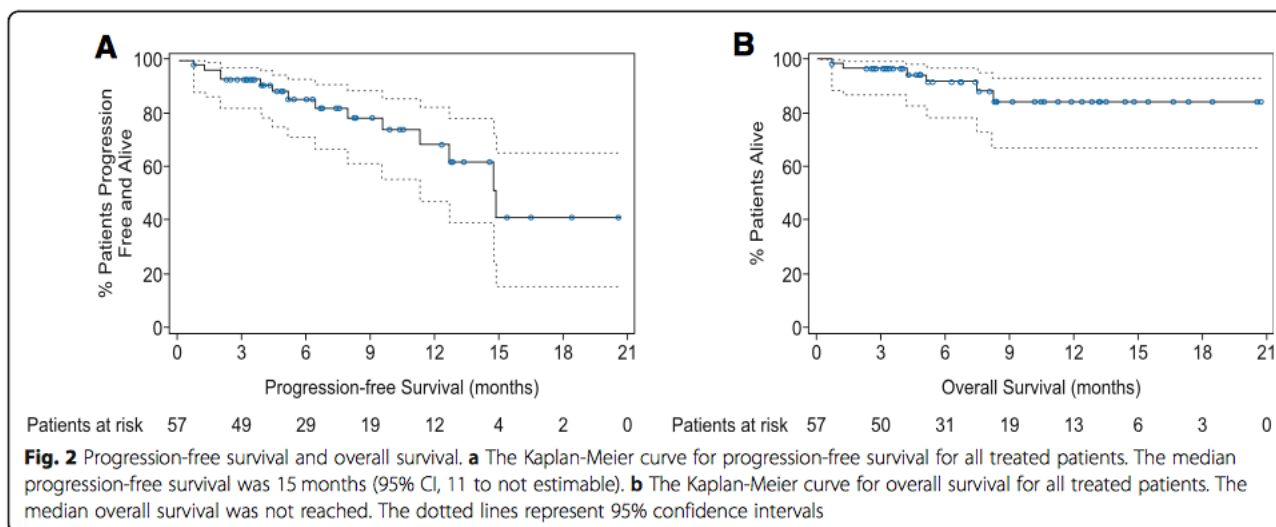 A
% Patients Progression
Free and Alive
100
80
60
40
20
0
0 3 6 9 12 15 18 21
Progression-free Survival (months)
Patients at risk 57 49 29 19 12 4 2 0
B
% Patients Alive
100
80
60
40
20
0
0 3 6 9 12 15 18 21
Overall Survival (months)
Patients at risk 57 50 31 19 13 6 3 0
Fig. 2 Progression-free survival and overall survival. a The Kaplan-Meier curve for progression-free survival for all treated patients. The median
progression-free survival was 15 months (95% CI, 11 to not estimable). b The Kaplan-Meier curve for overall survival for all treated patients. The
median overall survival was not reached. The dotted lines represent 95% confidence intervals